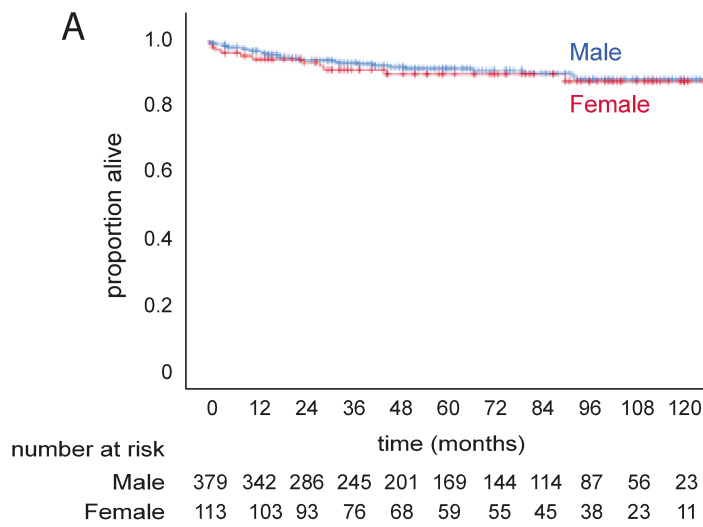 A
1.0
0.8
0.6
0.4
0.2
0
proportion alive
Male
Female
0 12 24 36 48 60 72 84 96 108 120
time (months)
number at risk
Male 379 342 286 245 201 169 144 114 87 56 23
Female 113 103 93 76 68 59 55 45 38 23 11